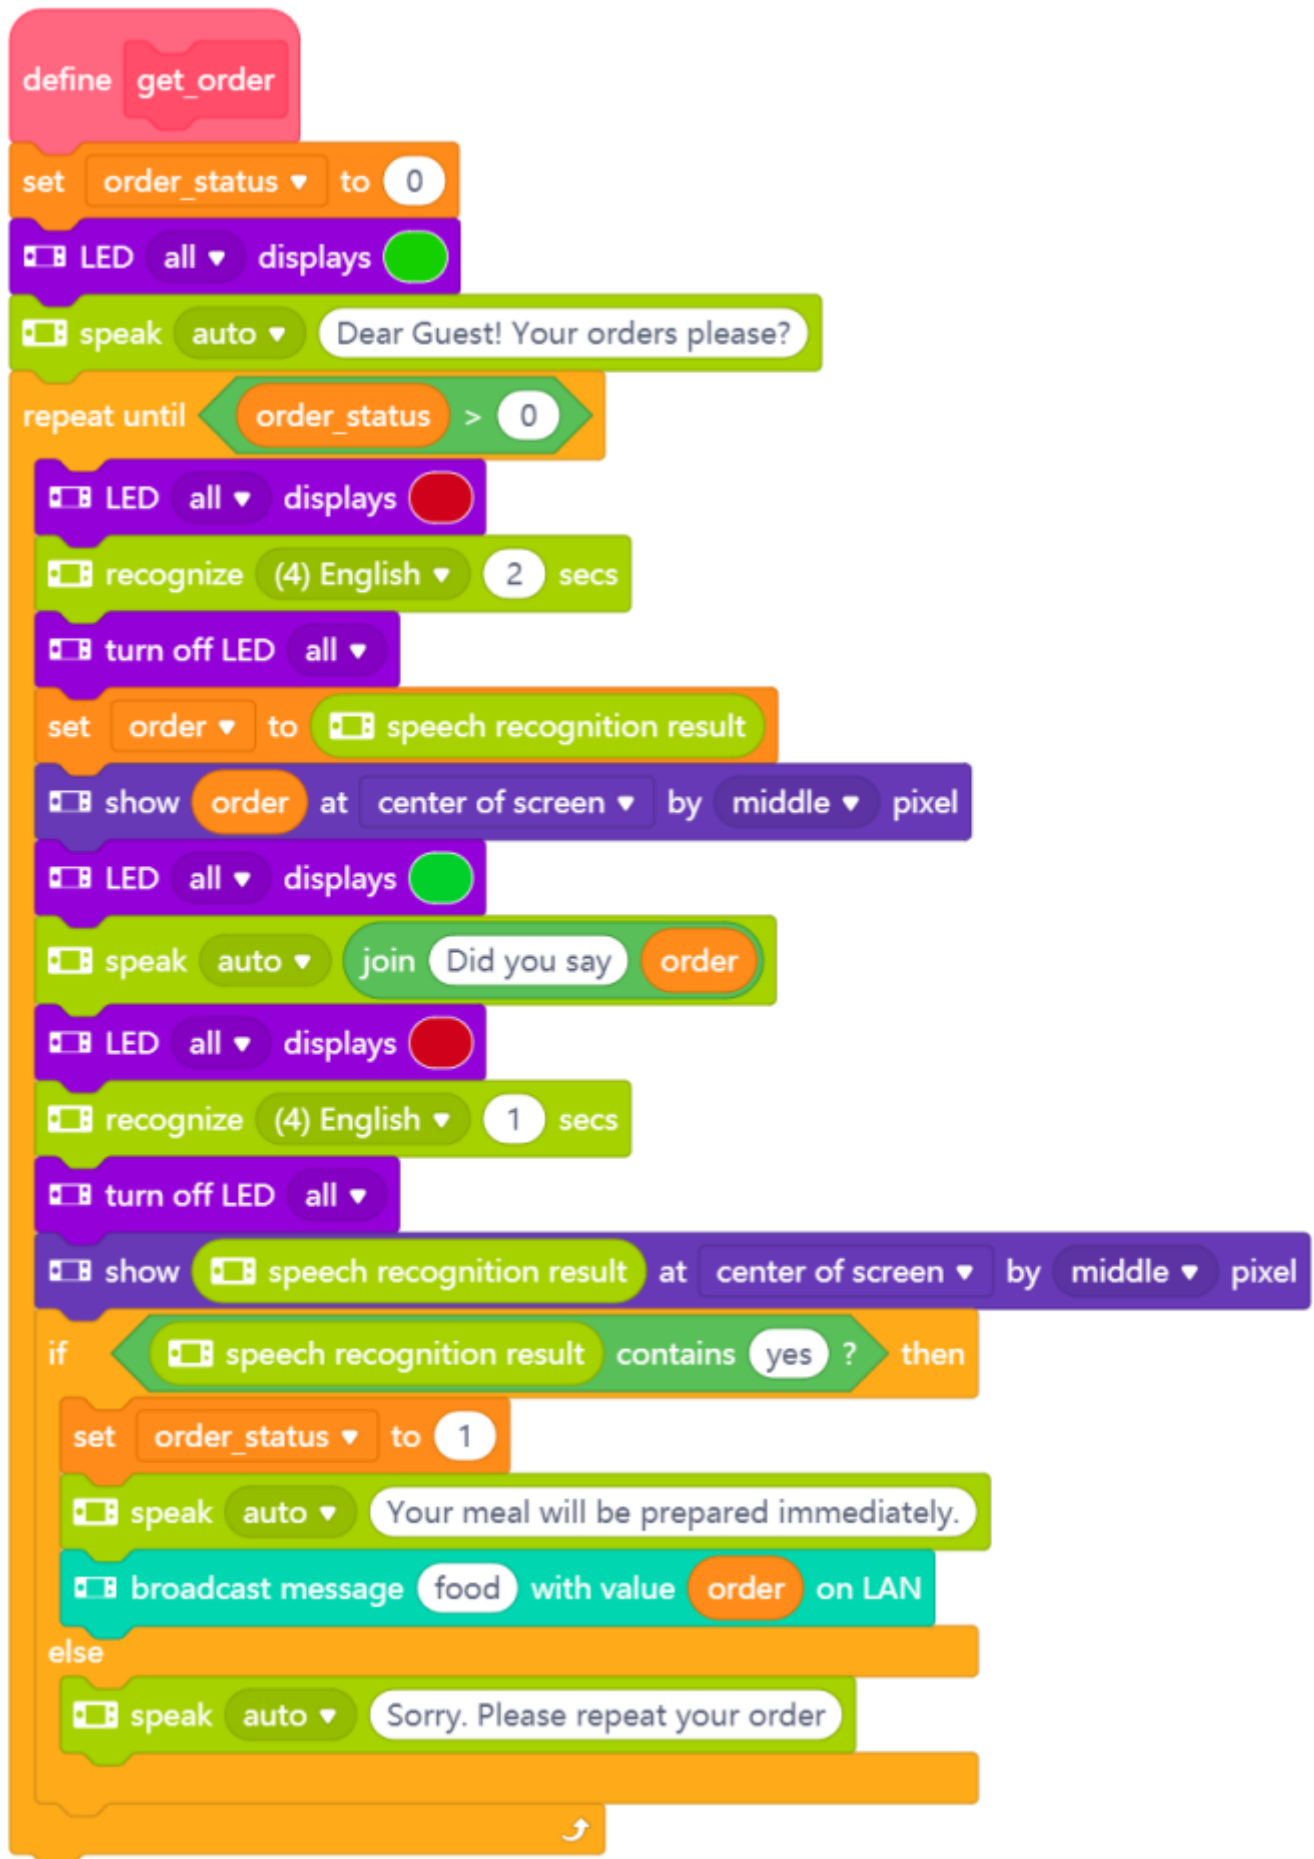 define get_order
set order_status to 0
LED all displays
speak auto Dear Guest! Your orders please?
repeat until order_status > 0
LED all displays
recognize (4) English 2 secs
turn off LED all
set order to speech recognition result
show order at center of screen by middle pixel
LED all displays
speak auto join Did you say order
LED all displays
recognize (4) English 1 secs
turn off LED all
show speech recognition result at center of screen by middle pixel
if speech recognition result contains yes ? then
set order_status to 1
speak auto Your meal will be prepared immediately.
broadcast message food with value order on LAN
else
speak auto Sorry. Please repeat your order